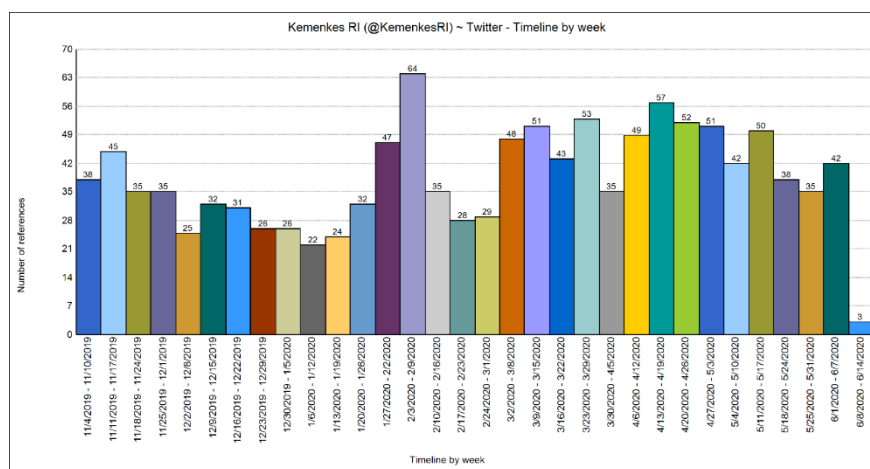 Kemenkes RI (@KemenkesRI) ~ Twitter - Timeline by week
Number of references
70
63
56
49
42
35
28
21
14
7
0
38
45
35
35
25
32
31
26
26
22
24
32
47
64
35
28
29
48
51
43
53
35
49
57
52
51
42
50
38
35
42
3
11/4/2019 - 11/10/2019
11/11/2019 - 11/17/2019
11/18/2019 - 11/24/2019
11/25/2019 - 12/1/2019
12/2/2019 - 12/8/2019
12/9/2019 - 12/15/2019
12/16/2019 - 12/22/2019
12/23/2019 - 12/29/2019
12/30/2019 - 1/5/2020
1/6/2020 - 1/12/2020
1/13/2020 - 1/19/2020
1/20/2020 - 1/26/2020
1/27/2020 - 2/2/2020
2/3/2020 - 2/9/2020
2/10/2020 - 2/16/2020
2/17/2020 - 2/23/2020
2/24/2020 - 3/1/2020
3/2/2020 - 3/8/2020
3/9/2020 - 3/15/2020
3/16/2020 - 3/22/2020
3/23/2020 - 3/29/2020
3/30/2020 - 4/5/2020
4/6/2020 - 4/12/2020
4/13/2020 - 4/19/2020
4/20/2020 - 4/26/2020
4/27/2020 - 5/3/2020
5/4/2020 - 5/10/2020
5/11/2020 - 5/17/2020
5/18/2020 - 5/24/2020
5/25/2020 - 5/31/2020
6/1/2020 - 6/7/2020
6/8/2020 - 6/14/2020
Timeline by week